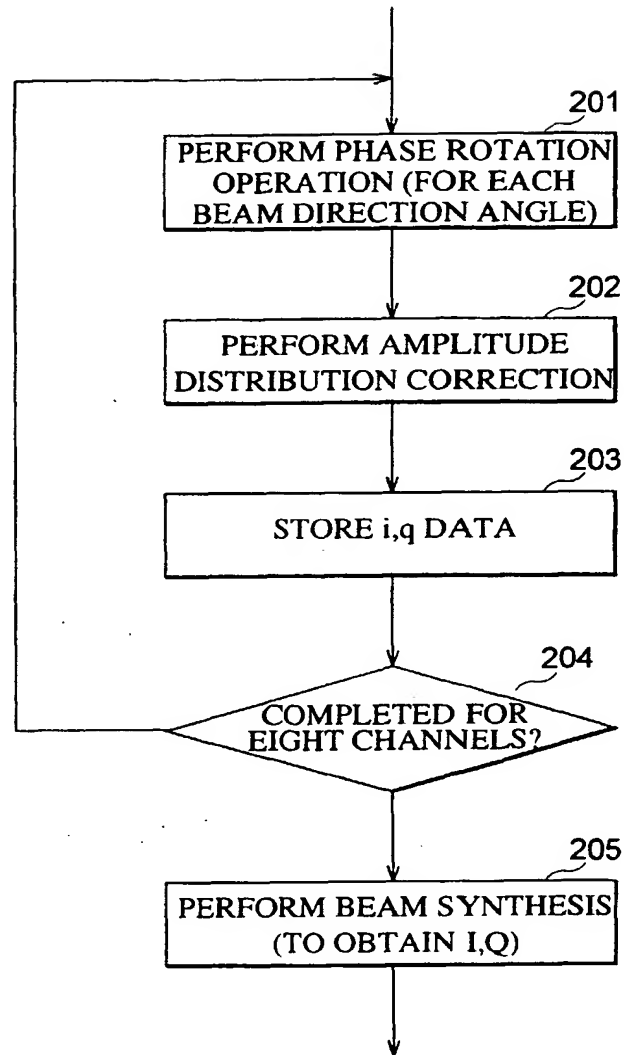 201
PERFORM PHASE ROTATION
OPERATION (FOR EACH
BEAM DIRECTION ANGLE)
202
PERFORM AMPLITUDE
DISTRIBUTION CORRECTION
203
STORE i,q DATA
204
COMPLETED FOR
EIGHT CHANNELS?
205
PERFORM BEAM SYNTHESIS
(TO OBTAIN I,Q)